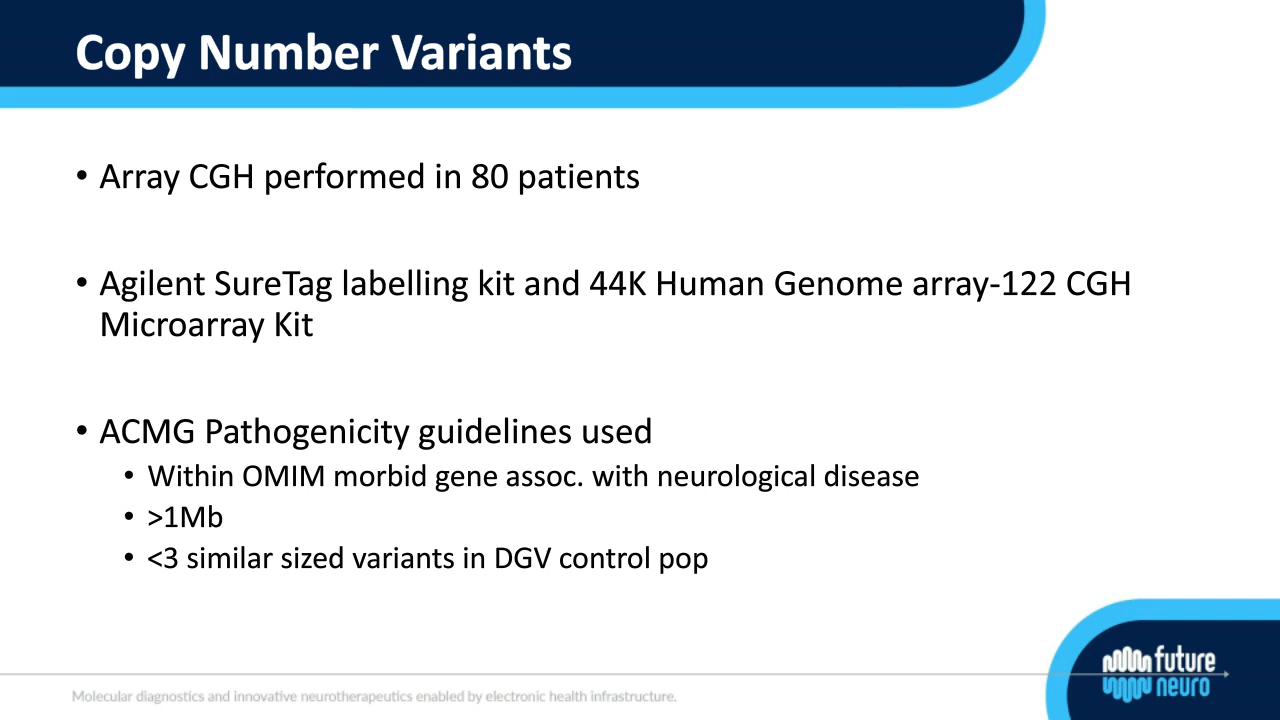 Copy Number Variants
• Array CGH performed in 80 patients
• Agilent SureTag labelling kit and 44K Human Genome array-122 CGH
Microarray Kit
• ACMG Pathogenicity guidelines used
• Within OMIM morbid gene assoc. with neurological disease
• >1Mb
• <3 similar sized variants in DGV control pop
future
neuro
Molecular diagnostics and innovative neurotherapeutics enabled by electronic health infrastructure.